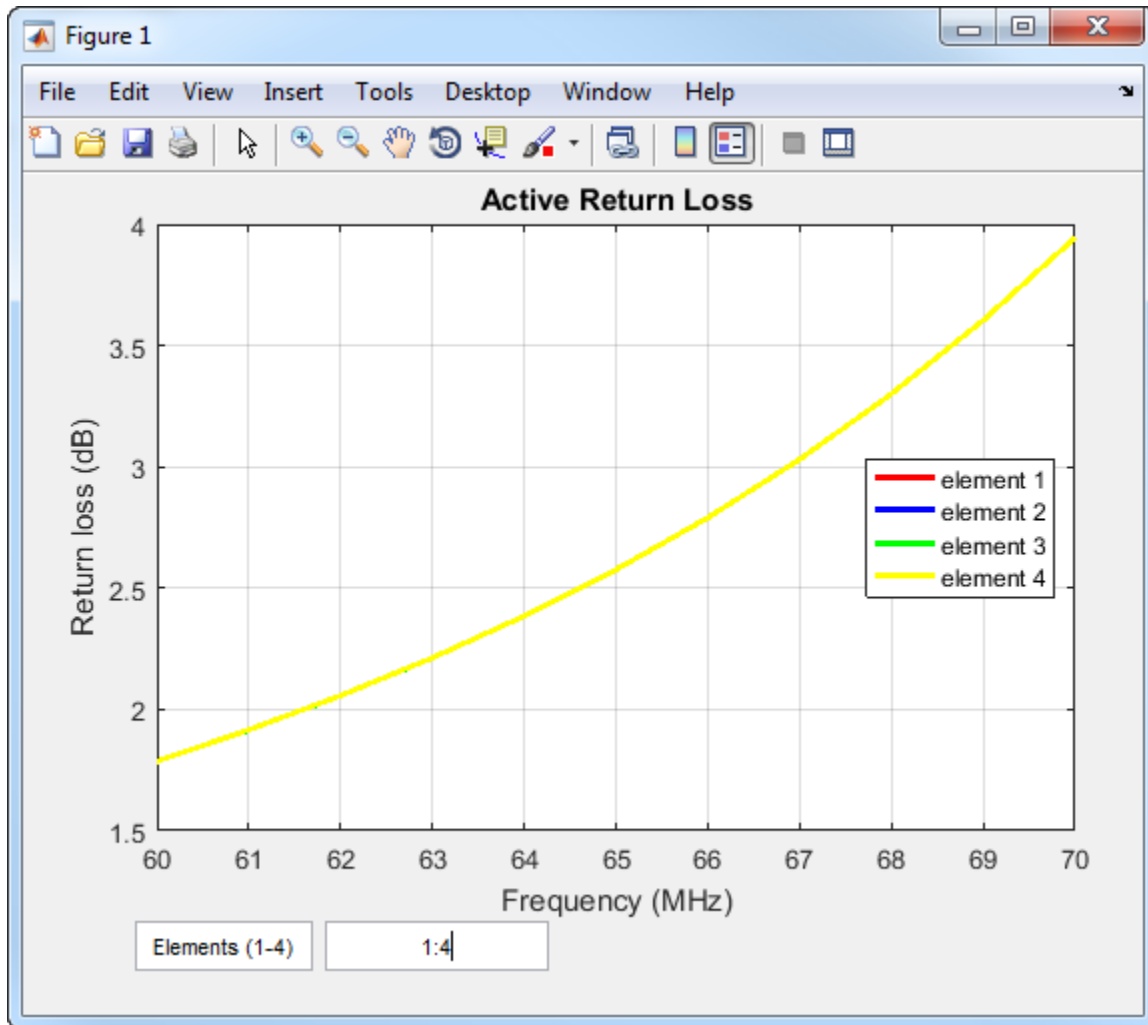 Figure 1
File Edit View Insert Tools Desktop Window Help
Active Return Loss
4
3.5
3
2.5
2
1.5
Return loss (dB)
element 1
element 2
element 3
element 4
60 61 62 63 64 65 66 67 68 69 70
Frequency (MHz)
Elements (1-4) 1:4